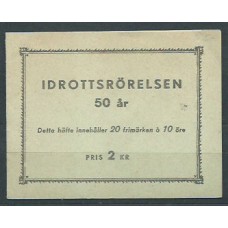 IDROTTSRÖRELSEN
50 år
Detta häfte innehåller 20 frimärken à 10 öre
PRIS 2 KR